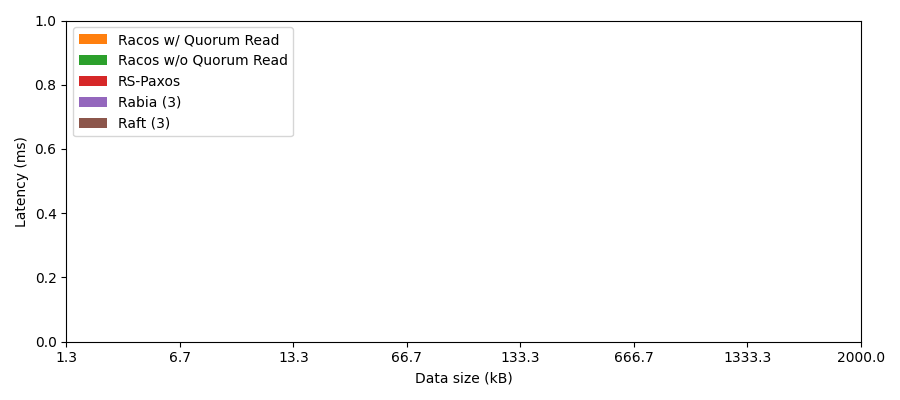 1.0
0.8
0.6
0.4
0.2
0.0
Latency (ms)
Racos w/ Quorum Read
Racos w/o Quorum Read
RS-Paxos
Rabia (3)
Raft (3)
1.3 6.7 13.3 66.7 133.3 666.7 1333.3 2000.0
Data size (kB)